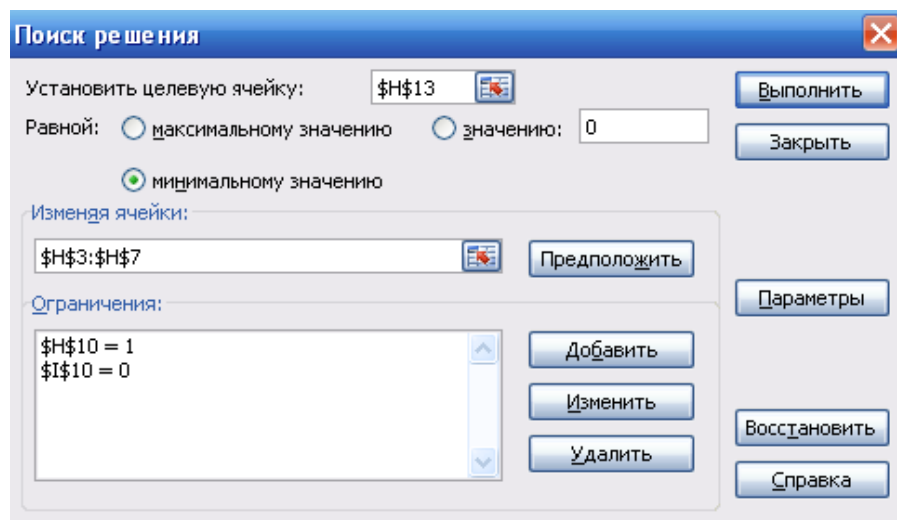 Поиск решения
Установить целевую ячейку: $H$13
Выполнить
Равной: максимальному значению значению: 0
Закрыть
минимальному значению
Изменяя ячейки:
$H$3:$H$7
Предположить
Параметры
Ограничения:
$H$10 = 1
$I$10 = 0
Добавить
Изменить
Восстановить
Удалить
Справка